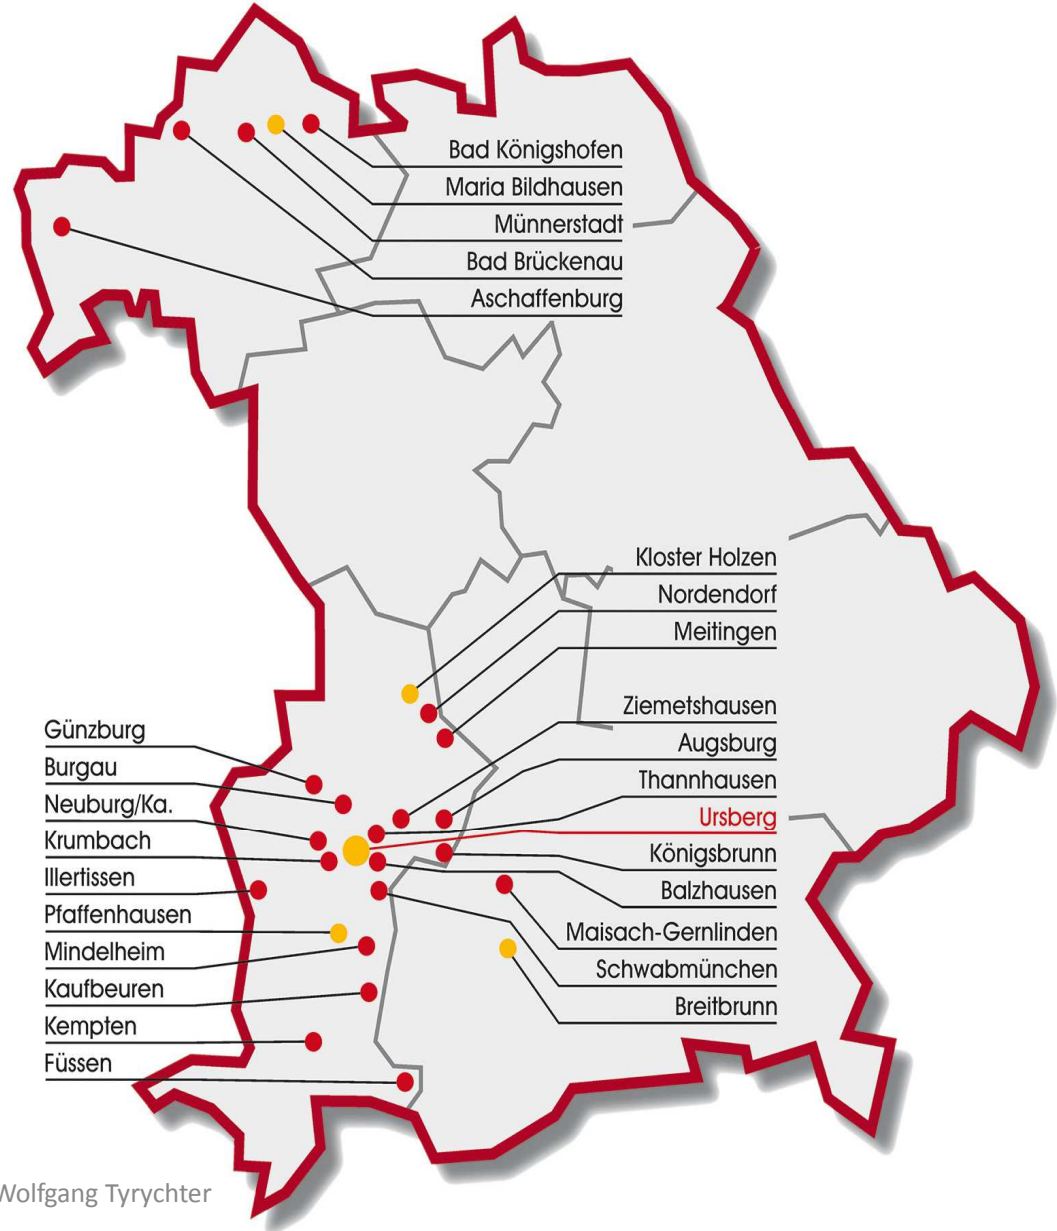 Bad Königshofen
Maria Bildhausen
Münnerstadt
Bad Brückenau
Aschaffenburg
Kloster Holzen
Nordendorf
Meitingen
Ziemetshausen
Augsburg
Thannhausen
Ursberg
Königsbrunn
Balzhausen
Maisach-Gernlinden
Schwabmünchen
Breitbrunn
Günzburg
Burgau
Neuburg/Ka.
Krumbach
Illertissen
Pfaffenhausen
Mindelheim
Kaufbeuren
Kempten
Füssen
Wolfgang Tyrychter